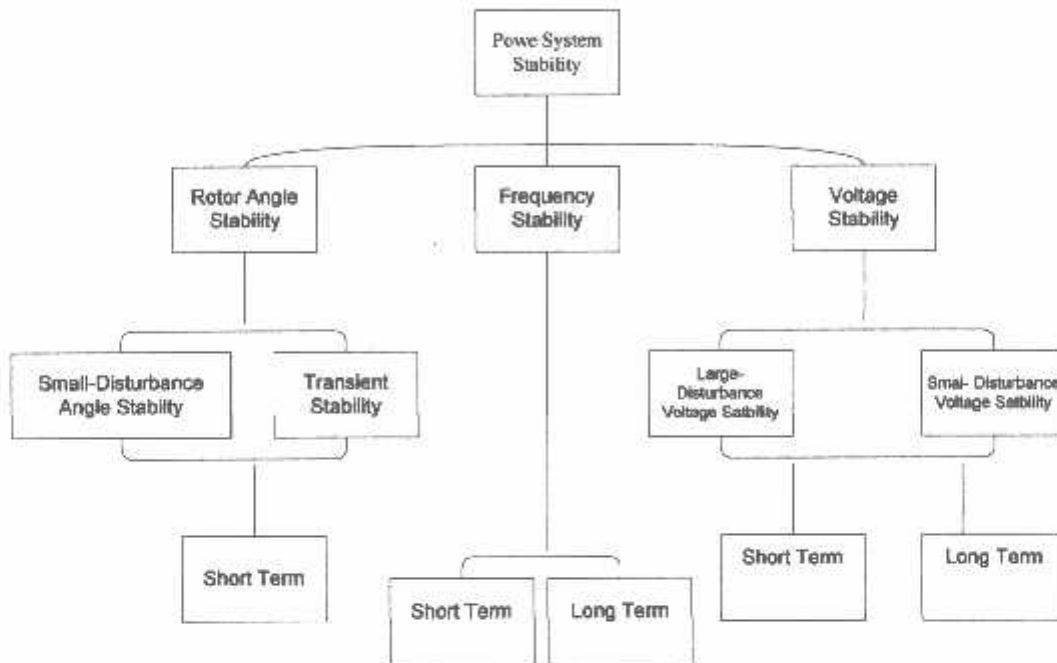 Powe System
Stability
Rotor Angle
Stability
Frequency
Stability
Voltage
Stability
Small-Disturbance
Angle Stabilty
Transient
Stability
Large-
Disturbance
Voltage Satbility
Smal- Disturbance
Voltage Satbility
Short Term
Short Term
Long Term
Short Term
Long Term